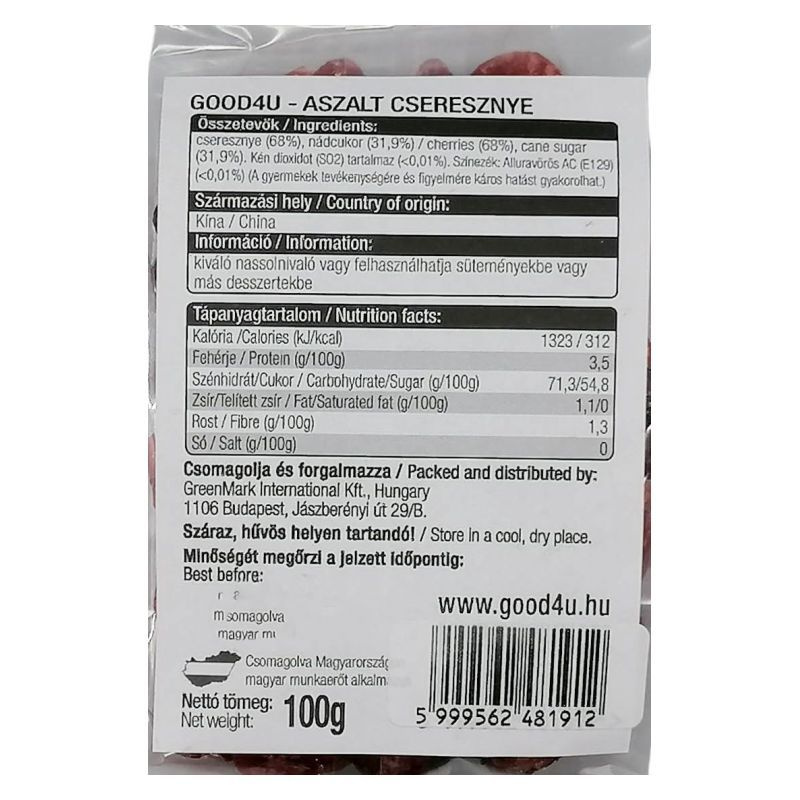 GOOD4U - ASZALT CSERESZNYE
Összetevők / Ingredients:
cseresznye (68%), nádcukor (31,9%) / cherries (68%), cane sugar
(31,9%). Kén dioxidot (SO2) tartalmaz (<0,01%). Színezék: Alluravörös AC (E129)
(<0,01%) (A gyermekek tevékenységére és figyelmére káros hatást gyakorolhat.)
Származási hely / Country of origin:
Kína / China
Információ / Information:
kiváló nassolnivaló vagy felhasználhatja süteményekbe vagy
más desszertekbe
Tápanyagtartalom / Nutrition facts:
Kalória /Calories (kJ/kcal) 1323 / 312
Fehérje / Protein (g/100g) 3,5
Szénhidrát/Cukor / Carbohydrate/Sugar (g/100g) 71,3/54,8
Zsír/Telített zsír / Fat/Saturated fat (g/100g) 1,1/0
Rost / Fibre (g/100g) 1,3
Só / Salt (g/100g) 0
Csomagolja és forgalmazza / Packed and distributed by:
GreenMark International Kft., Hungary
1106 Budapest, Jászberényi út 29/B.
Száraz, hűvös helyen tartandó! / Store in a cool, dry place.
Minőségét megőrzi a jelzett időpontig:
Best before:
somagolva
magyar
www.good4u.hu
Csomagolva Magyarország
magyar munkaerőt alkalm
Nettó tömeg:
Net weight: 100g
5 999562 481912